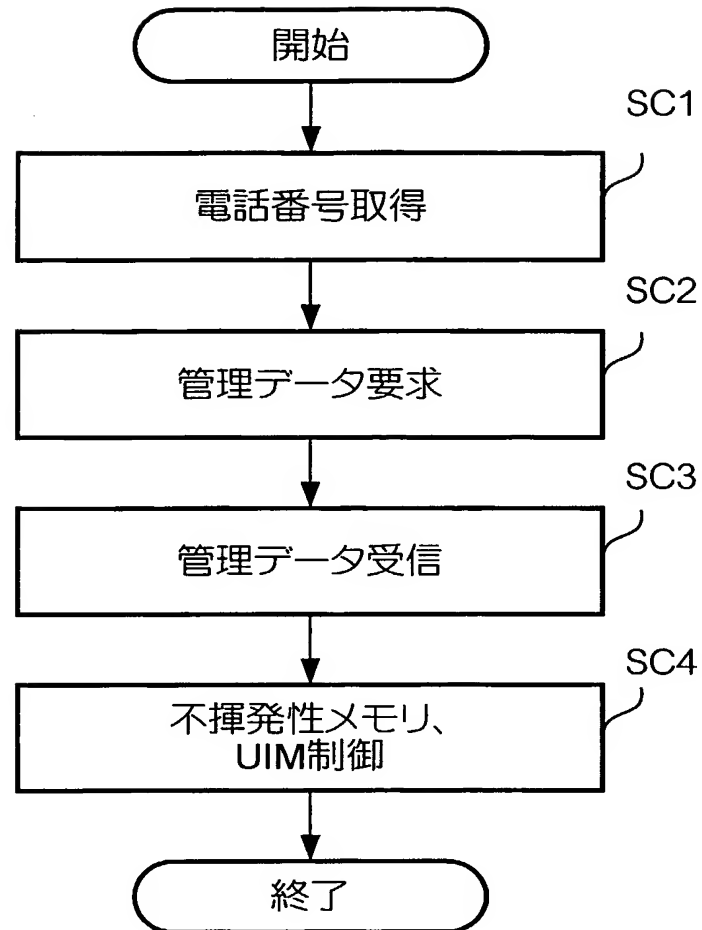 開始
SC1
電話番号取得
SC2
管理データ要求
SC3
管理データ受信
SC4
不揮発性メモリ、
UIM制御
終了